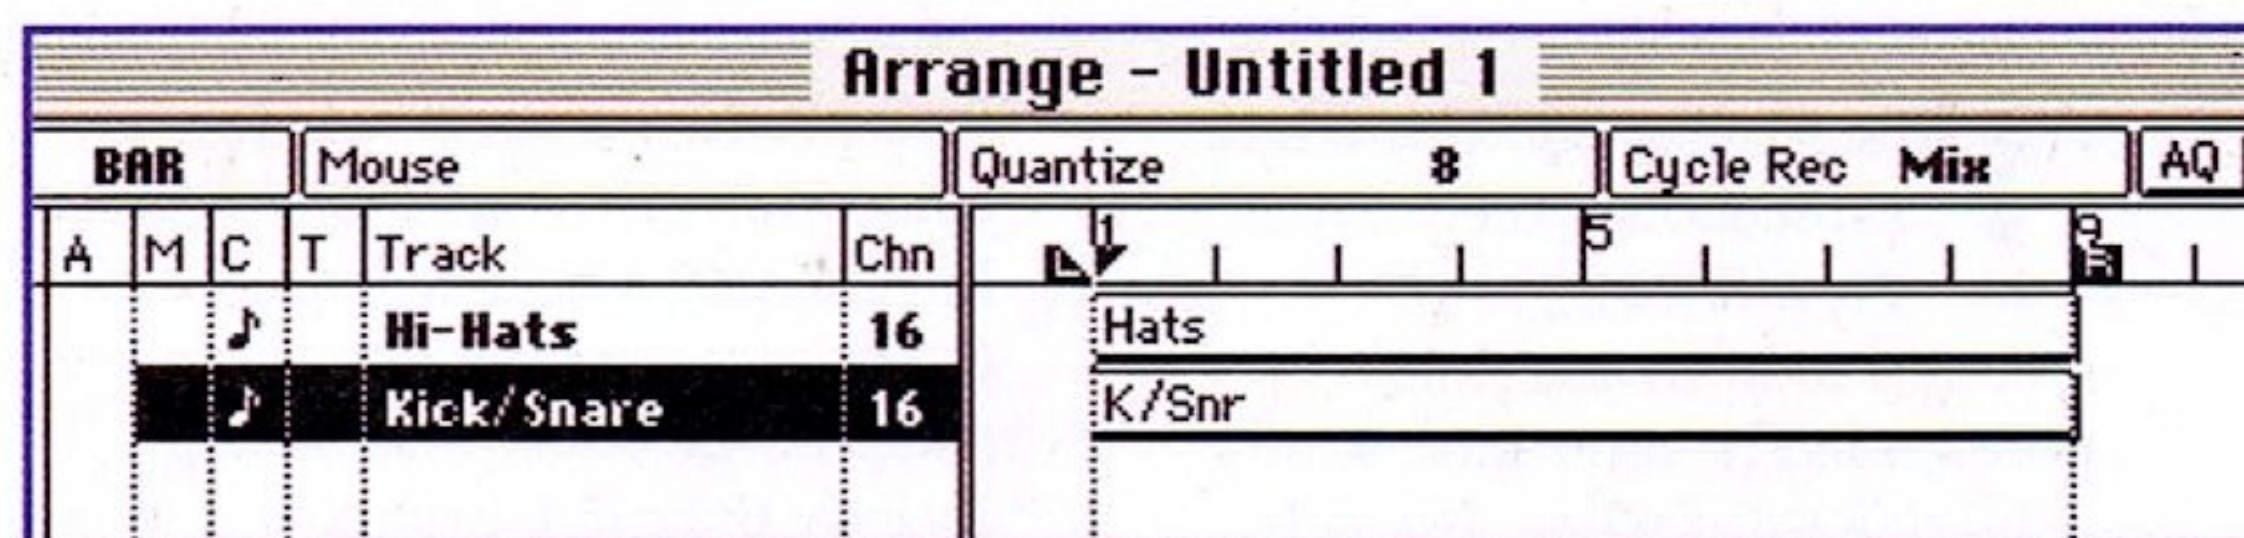 Arrange - Untitled 1
BAR Mouse Quantize 8 Cycle Rec Mix AQ
A M C T Track Chn 1 5 9
Hi-Hats 16 Hats
Kick/Snare 16 K/Snr